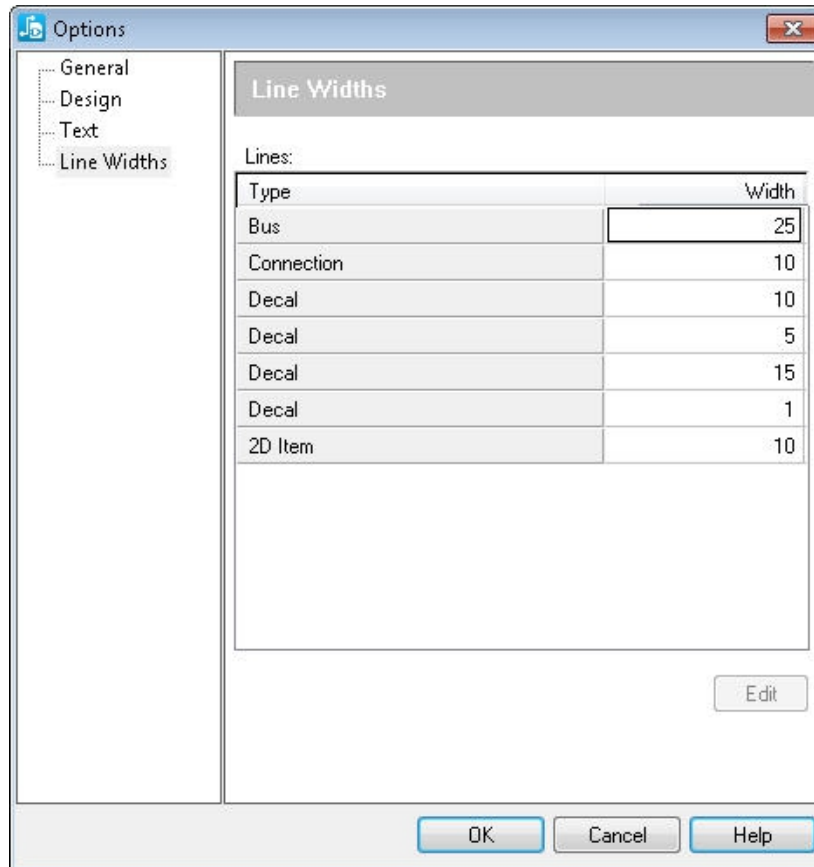 Options
General
Design
Text
Line Widths
Line Widths
Lines:
Type Width
Bus 25
Connection 10
Decal 10
Decal 5
Decal 15
Decal 1
2D Item 10
Edit
OK Cancel Help